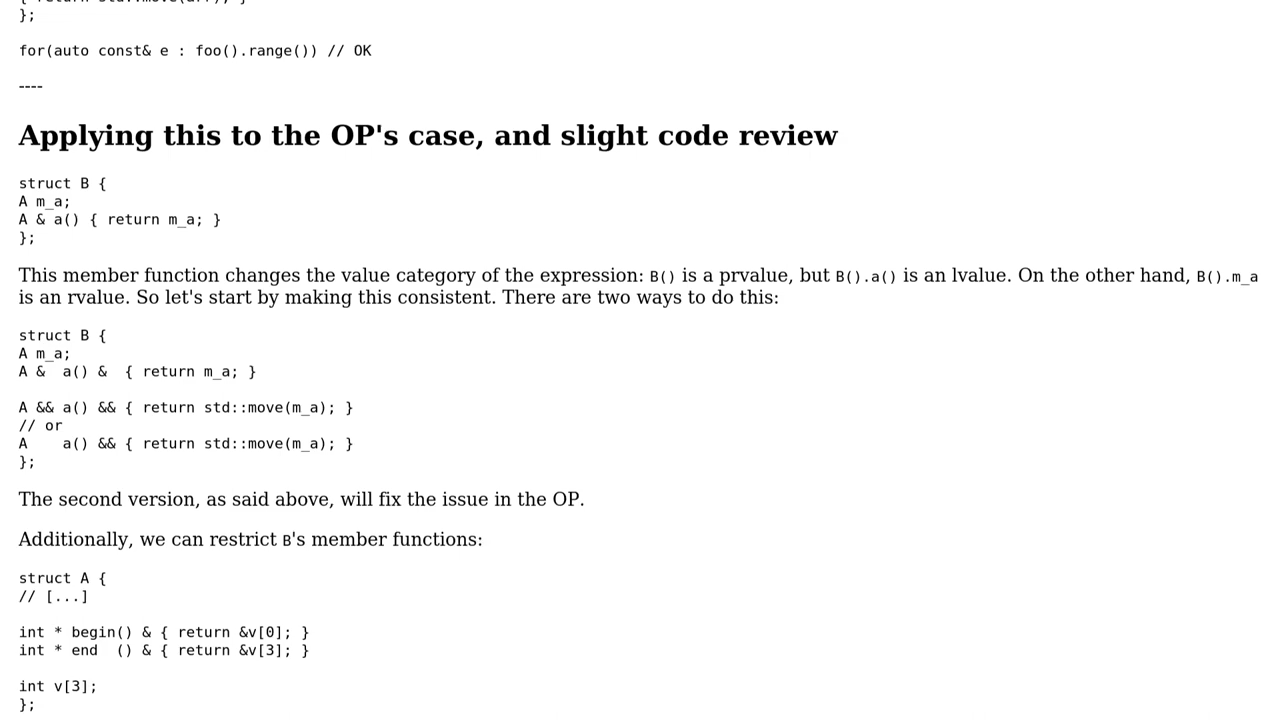 { return std::move(arr); }
};
for(auto const& e : foo().range()) // OK
----
Applying this to the OP's case, and slight code review
struct B {
A m_a;
A & a() { return m_a; }
};
This member function changes the value category of the expression: B() is a prvalue, but B().a() is an lvalue. On the other hand, B().m_a
is an rvalue. So let's start by making this consistent. There are two ways to do this:
struct B {
A m_a;
A &  a() &  { return m_a; }
A && a() && { return std::move(m_a); }
// or
A    a() && { return std::move(m_a); }
};
The second version, as said above, will fix the issue in the OP.
Additionally, we can restrict B's member functions:
struct A {
// [...]
int * begin() & { return &v[0]; }
int * end  () & { return &v[3]; }
int v[3];
};